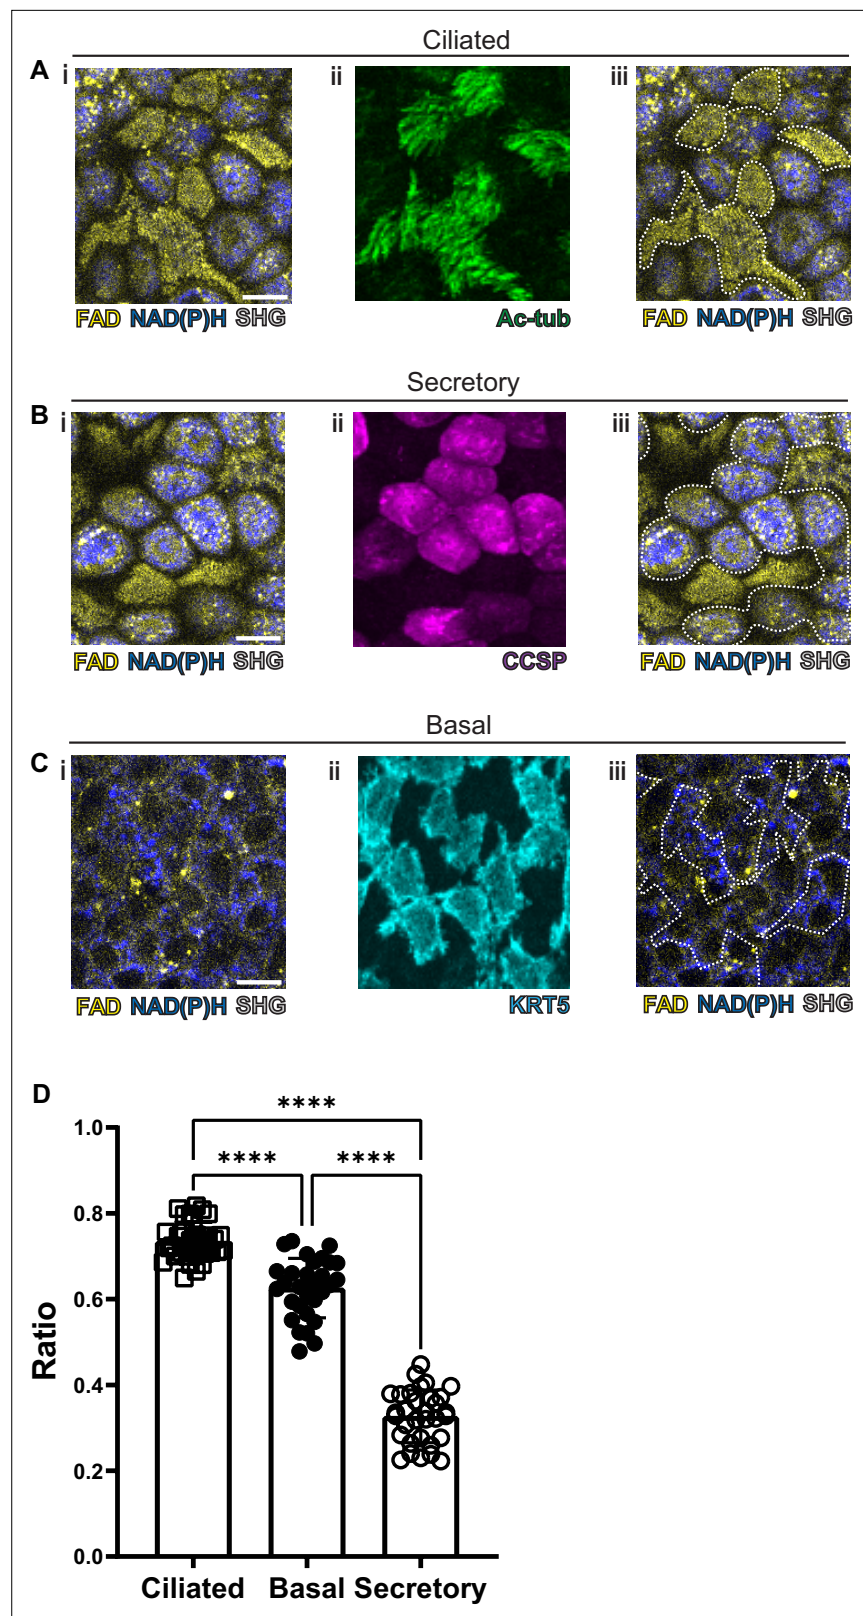 Ciliated
A i ii iii
FAD NAD(P)H SHG Ac-tub FAD NAD(P)H SHG
Secretory
B i ii iii
FAD NAD(P)H SHG CCSP FAD NAD(P)H SHG
Basal
C i ii iii
FAD NAD(P)H SHG KRT5 FAD NAD(P)H SHG
D
****
**** ****
1.0
0.8
0.6
0.4
0.2
0.0
Ratio
Ciliated Basal Secretory